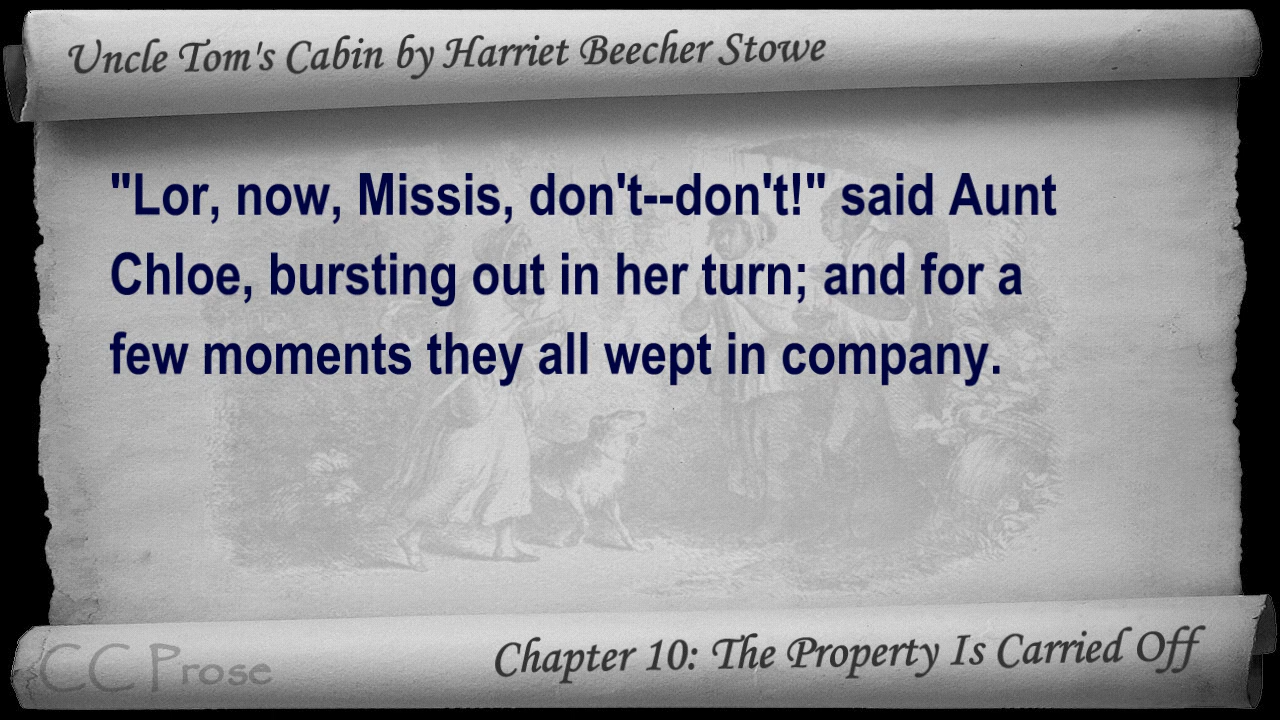 Uncle Tom's Cabin by Harriet Beecher Stowe
"Lor, now, Missis, don't--don't!" said Aunt
Chloe, bursting out in her turn; and for a
few moments they all wept in company.
CC Prose
Chapter 10: The Property Is Carried Off